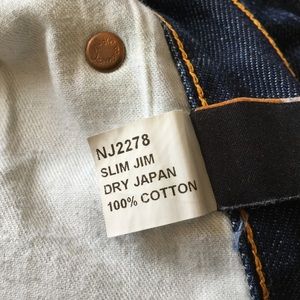 NJ2278
SLIM JIM
DRY JAPAN
100% COTTON